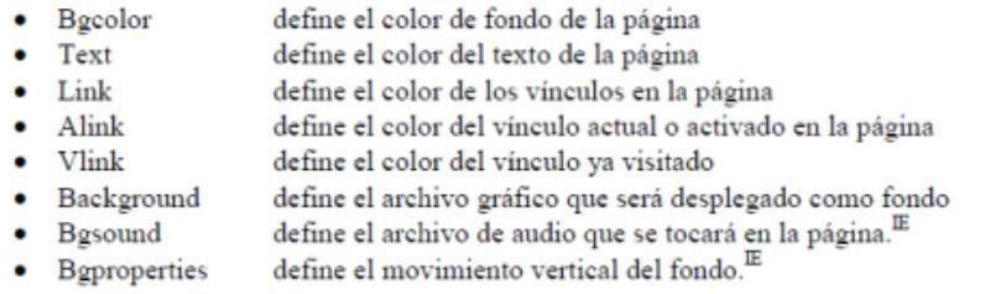 • Bgcolor define el color de fondo de la página
• Text define el color del texto de la página
• Link define el color de los vínculos en la página
• Alink define el color del vínculo actual o activado en la página
• Vlink define el color del vínculo ya visitado
• Background define el archivo gráfico que será desplegado como fondo
• Bgsound define el archivo de audio que se tocará en la página.IE
• Bgproperties define el movimiento vertical del fondo.IE